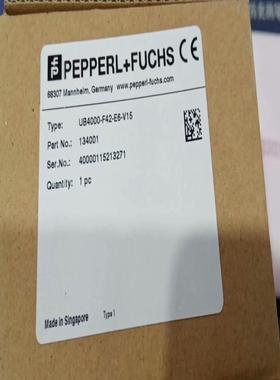 PEPPERL+FUCHS CE
68307 Mannheim, Germany www.pepperl-fuchs.com
Type: UB4000-F42-E6-V15
Part No.: 134001
Ser.No.: 40000115213271
Quantity: 1 pc
Made in Singapore Type 1